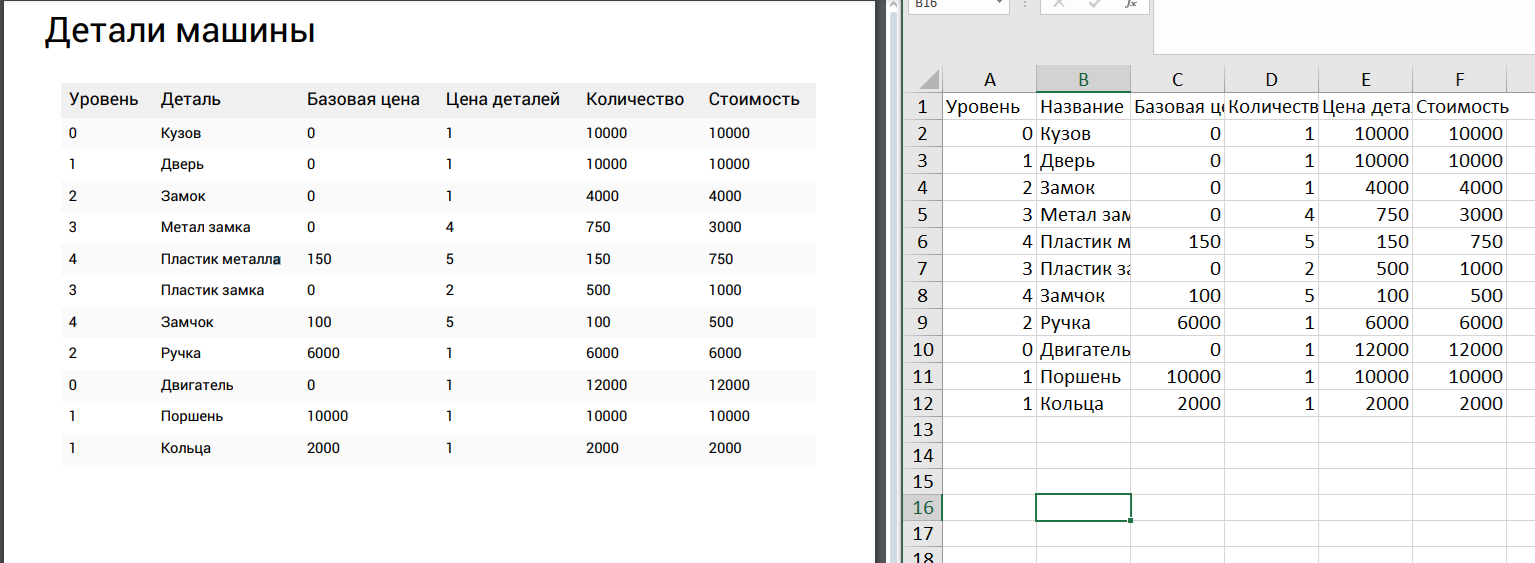 Детали машины
Уровень Деталь Базовая цена Цена деталей Количество Стоимость
0 Кузов 0 1 10000 10000
1 Дверь 0 1 10000 10000
2 Замок 0 1 4000 4000
3 Метал замка 0 4 750 3000
4 Пластик металла 150 5 150 750
3 Пластик замка 0 2 500 1000
4 Замчок 100 5 100 500
2 Ручка 6000 1 6000 6000
0 Двигатель 0 1 12000 12000
1 Поршень 10000 1 10000 10000
1 Кольца 2000 1 2000 2000
B16 fx
A B C D E F
1 Уровень Название Базовая це Количеств Цена дета Стоимость
2 0 Кузов 0 1 10000 10000
3 1 Дверь 0 1 10000 10000
4 2 Замок 0 1 4000 4000
5 3 Метал зам 0 4 750 3000
6 4 Пластик м 150 5 150 750
7 3 Пластик за 0 2 500 1000
8 4 Замчок 100 5 100 500
9 2 Ручка 6000 1 6000 6000
10 0 Двигатель 0 1 12000 12000
11 1 Поршень 10000 1 10000 10000
12 1 Кольца 2000 1 2000 2000
13
14
15
16
17
18